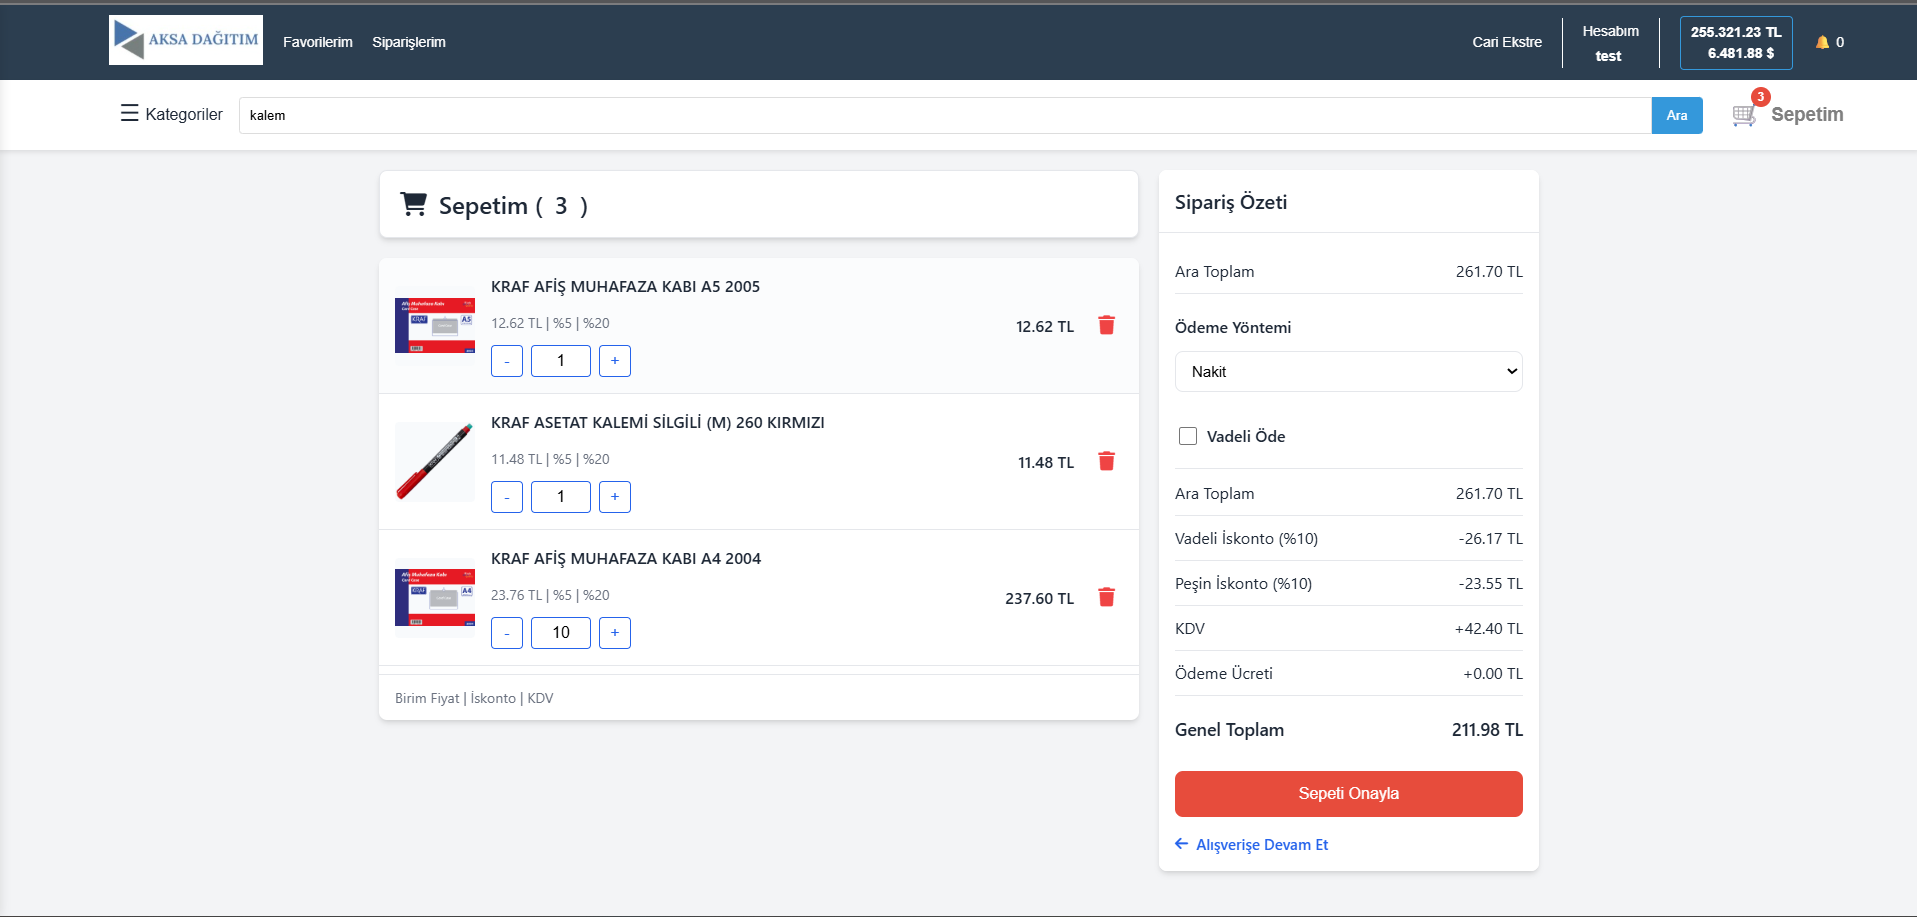 AKSA DAĞITIM
Favorilerim
Siparişlerim
Cari Ekstre
Hesabım
test
255.321.23 TL
6.481.88 $
0
Kategoriler
kalem
Ara
3
Sepetim
Sepetim ( 3 )
KRAF AFİŞ MUHAFAZA KABI A5 2005
12.62 TL | %5 | %20
- 1 +
12.62 TL
KRAF ASETAT KALEMİ SİLGİLİ (M) 260 KIRMIZI
11.48 TL | %5 | %20
- 1 +
11.48 TL
KRAF AFİŞ MUHAFAZA KABI A4 2004
23.76 TL | %5 | %20
- 10 +
237.60 TL
Birim Fiyat | İskonto | KDV
Sipariş Özeti
Ara Toplam 261.70 TL
Ödeme Yöntemi
Nakit
Vadeli Öde
Ara Toplam 261.70 TL
Vadeli İskonto (%10) -26.17 TL
Peşin İskonto (%10) -23.55 TL
KDV +42.40 TL
Ödeme Ücreti +0.00 TL
Genel Toplam 211.98 TL
Sepeti Onayla
Alışverişe Devam Et